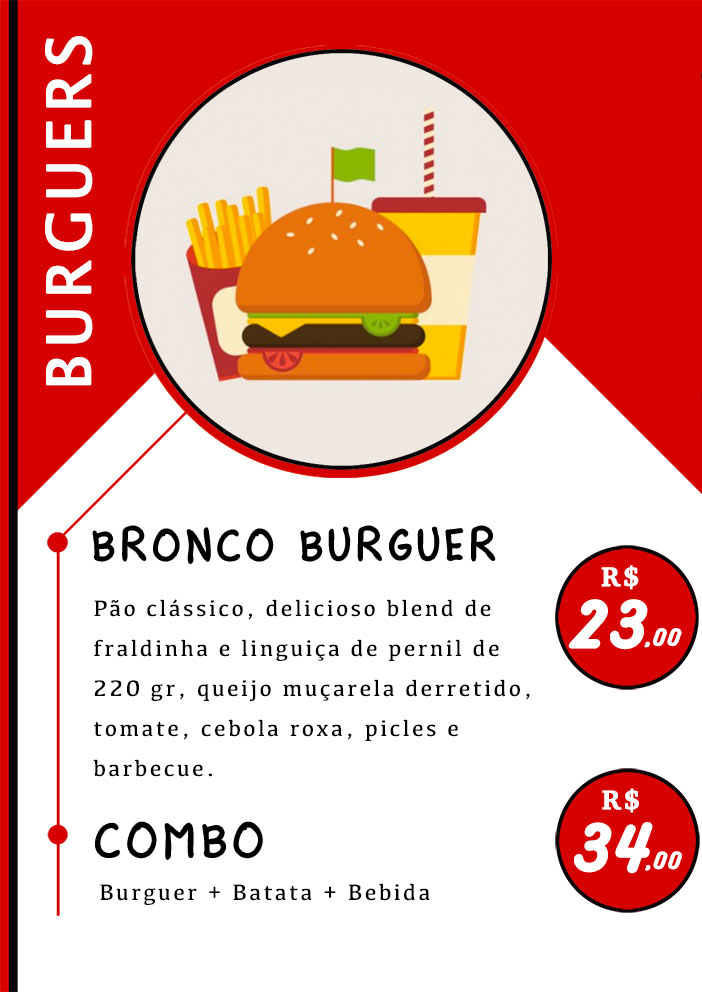 BURGUERS
BRONCO BURGUER
Pão clássico, delicioso blend de
fraldinha e linguiça de pernil de
220 gr, queijo muçarela derretido,
tomate, cebola roxa, picles e
barbecue.
R$
23.00
COMBO
Burguer + Batata + Bebida
R$
34.00